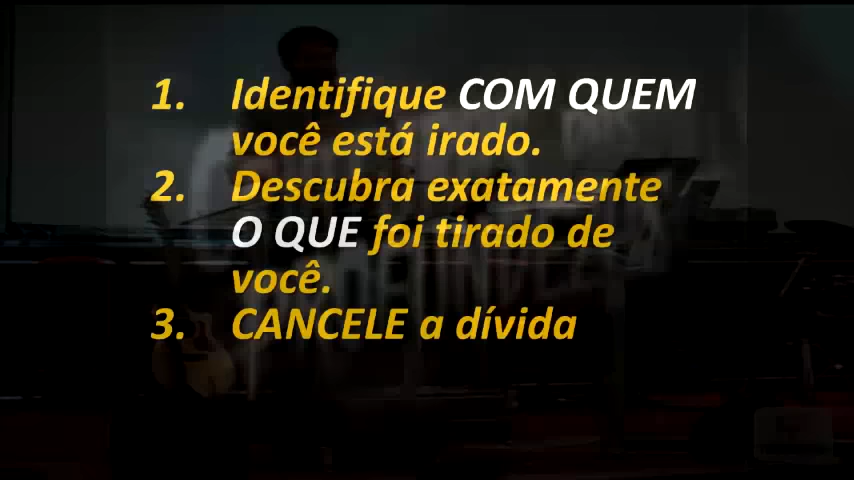 1. Identifique COM QUEM
você está irado.
2. Descubra exatamente
O QUE foi tirado de
você.
3. CANCELE a dívida